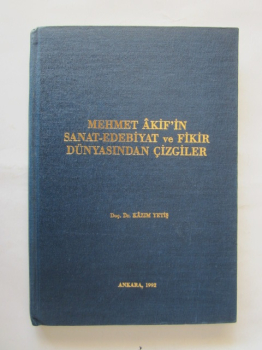 MEHMET ÂKİF'İN
SANAT-EDEBİYAT ve FİKİR
DÜNYASINDAN ÇİZGİLER
Doç. Dr. KÂZIM YETİŞ
ANKARA, 1992